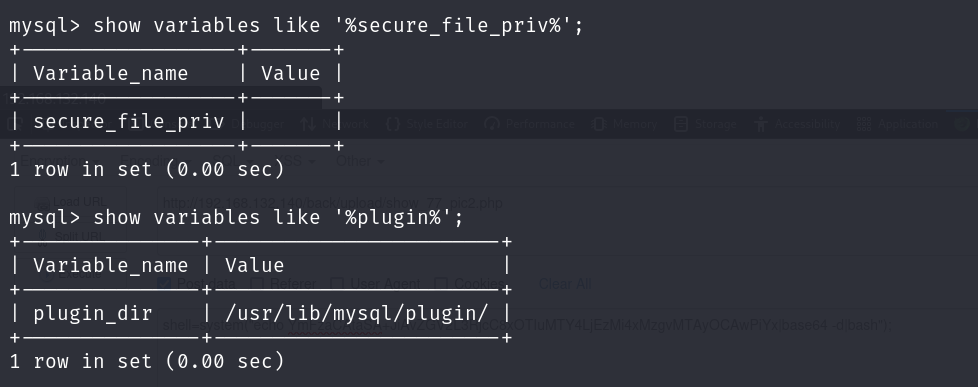 mysql> show variables like '%secure_file_priv%';
+------------------+-------+
| Variable_name    | Value |
+------------------+-------+
| secure_file_priv |       |
+------------------+-------+
1 row in set (0.00 sec)
mysql> show variables like '%plugin%';
+---------------+------------------------+
| Variable_name | Value                  |
+---------------+------------------------+
| plugin_dir    | /usr/lib/mysql/plugin/ |
+---------------+------------------------+
1 row in set (0.00 sec)